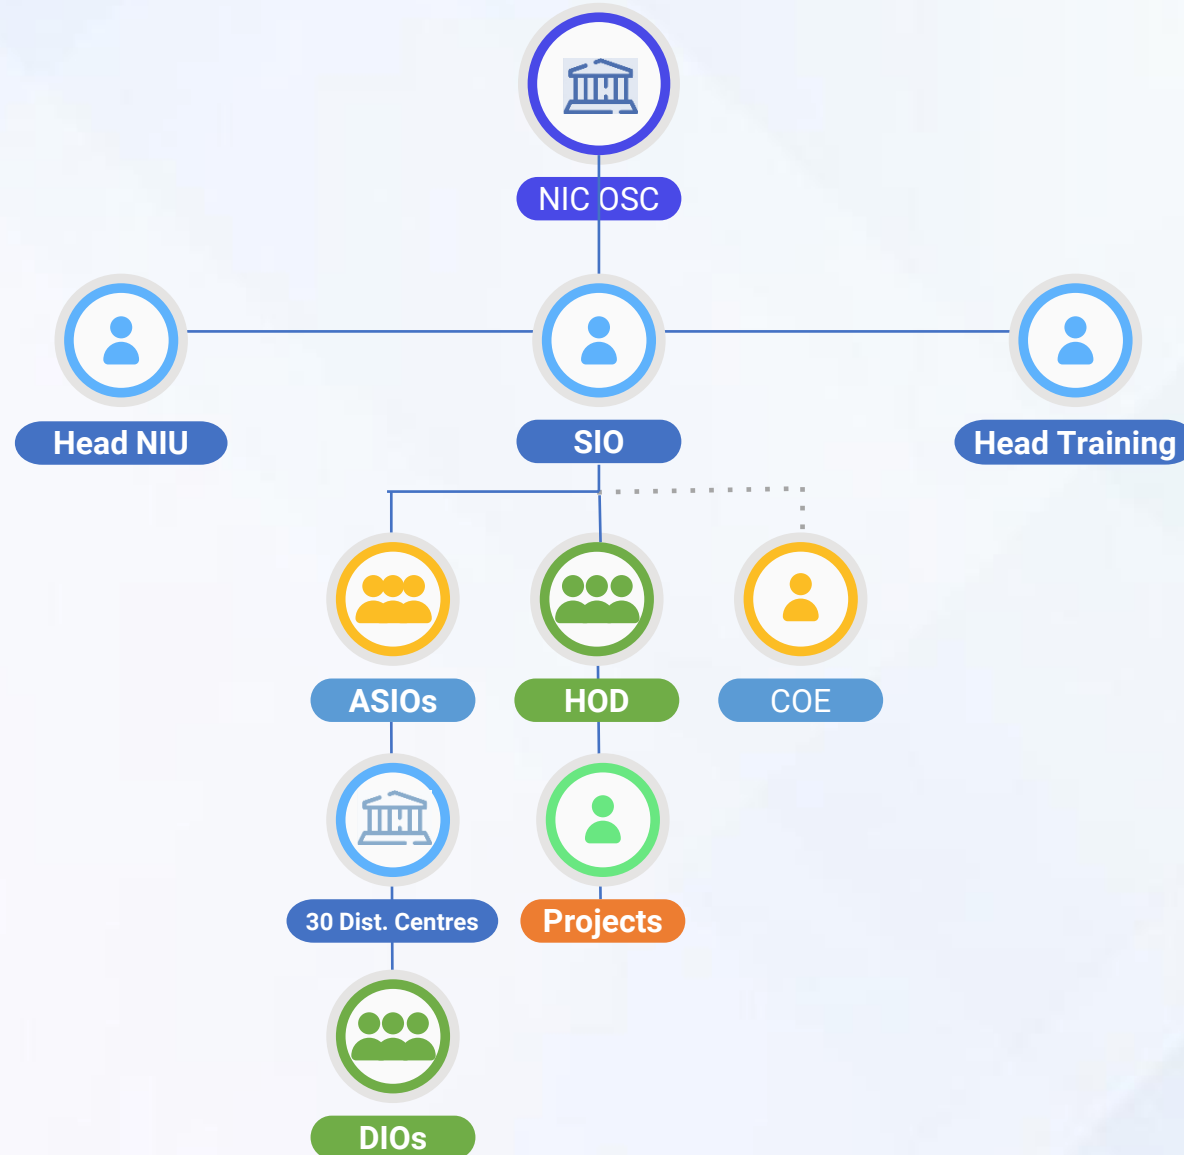 NIC OSC
Head NIU
SIO
Head Training
ASIOs
HOD
COE
30 Dist. Centres
Projects
DIOs